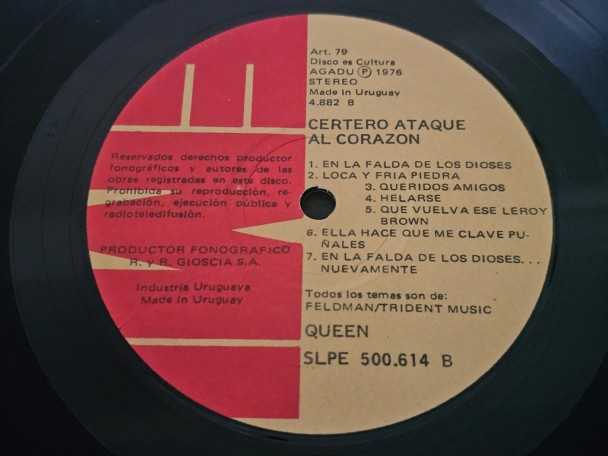 Art. 79
Disco es Cultura
AGADU Ⓟ 1976
STEREO
Made In Uruguay
4.882 B
CERTERO ATAQUE
AL CORAZON
1. EN LA FALDA DE LOS DIOSES
2. LOCA Y FRIA PIEDRA
3. QUERIDOS AMIGOS
4. HELARSE
5. QUE VUELVA ESE LEROY
BROWN
6. ELLA HACE QUE ME CLAVE PU-
ÑALES
7. EN LA FALDA DE LOS DIOSES...
NUEVAMENTE
Todos los temas son de:
FELDMAN/TRIDENT MUSIC
QUEEN
SLPE 500.614 B
Reservados derechos productor
fonográfico y autores de las
obras registradas en este disco.
Prohibida su reproducción, re-
grabación, ejecución pública y
radioteledifusión.
PRODUCTOR FONOGRAFICO
R. y R. GIOSCIA S.A.
Industria Uruguaya
Made In Uruguay
EMI